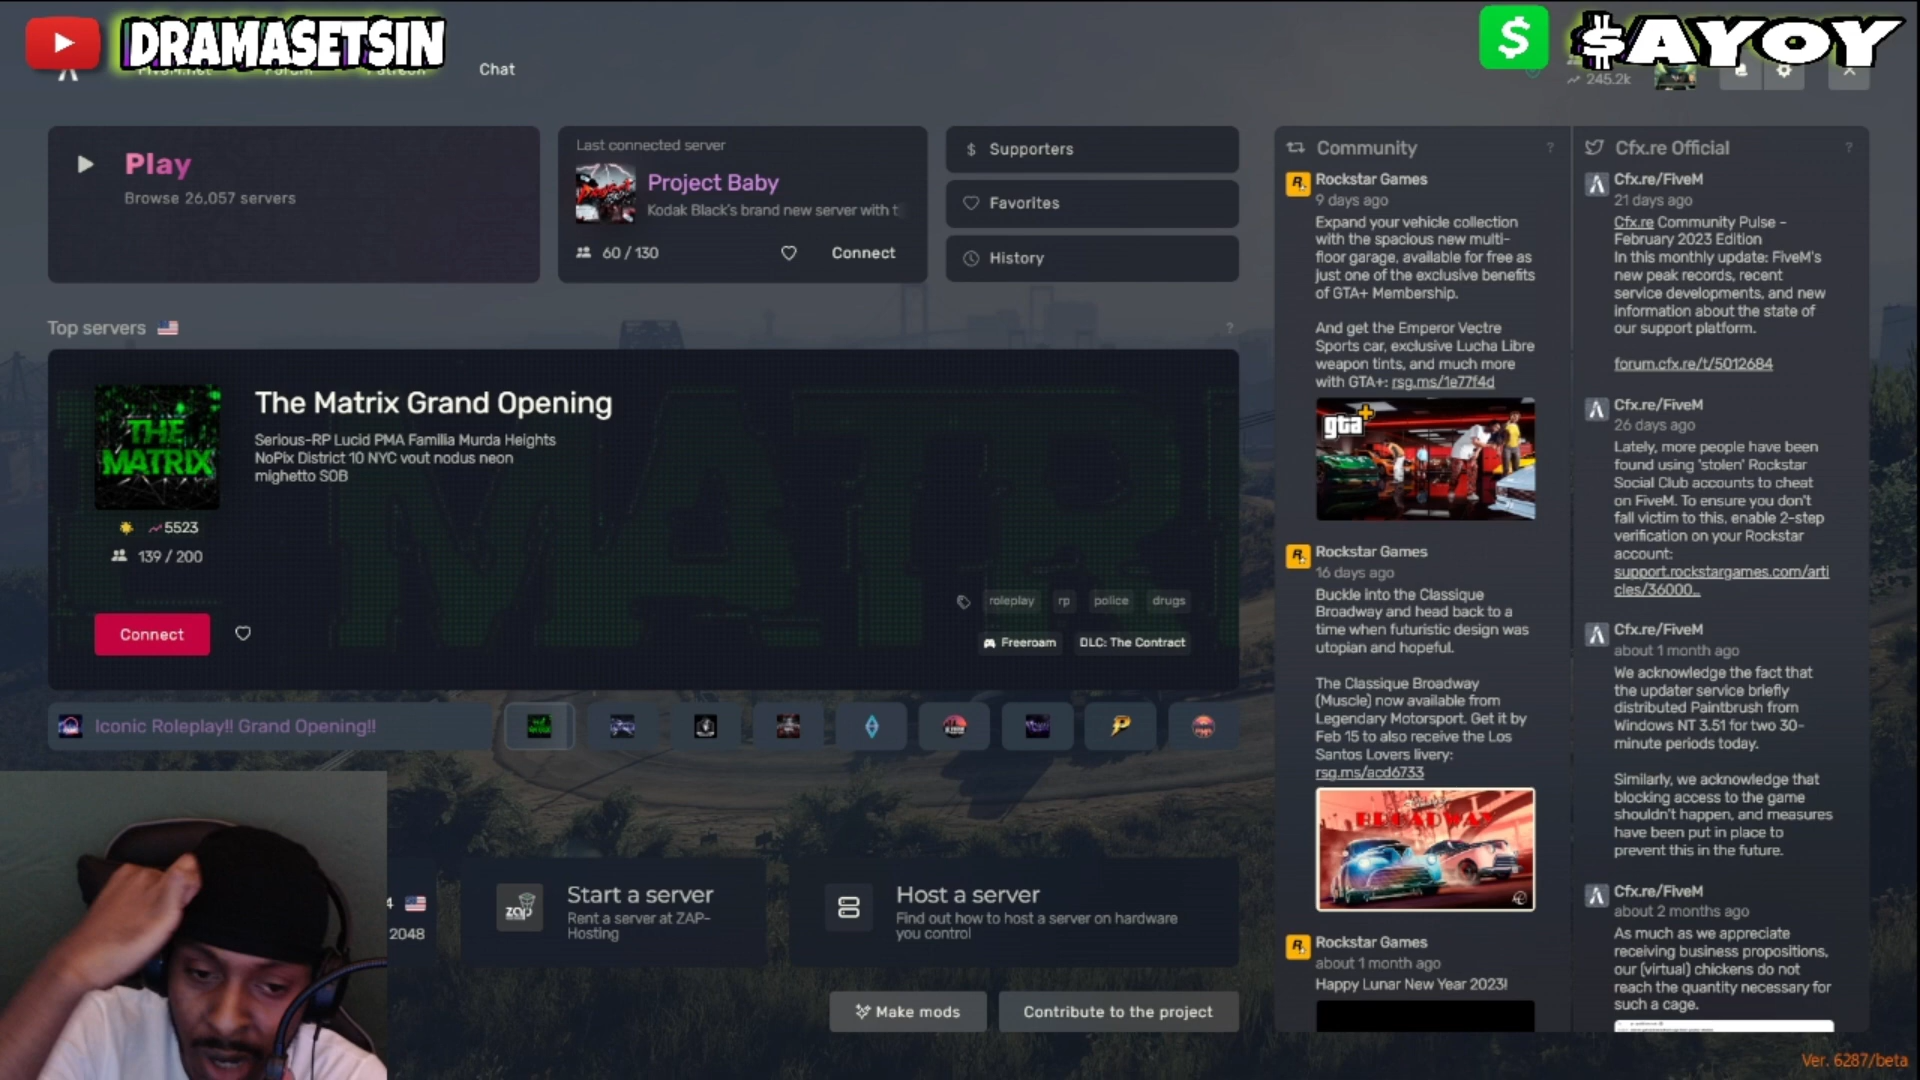 DRAMASETSIN
$AYOY
Chat
245.2k
Play
Browse 26,057 servers
Last connected server
Project Baby
Kodak Black's brand new server with t
60 / 130
Connect
Supporters
Favorites
History
Top servers
?
THE
MATRIX
The Matrix Grand Opening
Serious-RP Lucid PMA Familia Murda Heights
NoPix District 10 NYC vout nodus neon
mighetto SOB
5523
139 / 200
Connect
roleplay rp police drugs
Freeroam DLC: The Contract
Iconic Roleplay!! Grand Opening!!
4
2048
zap
Start a server
Rent a server at ZAP-
Hosting
Host a server
Find out how to host a server on hardware
you control
Make mods
Contribute to the project
Community ?
Rockstar Games
9 days ago
Expand your vehicle collection
with the spacious new multi-
floor garage, available for free as
just one of the exclusive benefits
of GTA+ Membership.
And get the Emperor Vectre
Sports car, exclusive Lucha Libre
weapon tints, and much more
with GTA+: rsg.ms/1e77f4d
gta+
Rockstar Games
16 days ago
Buckle into the Classique
Broadway and head back to a
time when futuristic design was
utopian and hopeful.
The Classique Broadway
(Muscle) now available from
Legendary Motorsport. Get it by
Feb 15 to also receive the Los
Santos Lovers livery:
rsg.ms/acd6733
BROADWAY
Rockstar Games
about 1 month ago
Happy Lunar New Year 2023!
Cfx.re Official ?
Cfx.re/FiveM
21 days ago
Cfx.re Community Pulse –
February 2023 Edition
In this monthly update: FiveM's
new peak records, recent
service developments, and new
information about the state of
our support platform.
forum.cfx.re/t/5012684
Cfx.re/FiveM
26 days ago
Lately, more people have been
found using 'stolen' Rockstar
Social Club accounts to cheat
on FiveM. To ensure you don't
fall victim to this, enable 2-step
verification on your Rockstar
account:
support.rockstargames.com/arti
cles/36000…
Cfx.re/FiveM
about 1 month ago
We acknowledge the fact that
the updater service briefly
distributed Paintbrush from
Windows NT 3.51 for two 30-
minute periods today.
Similarly, we acknowledge that
blocking access to the game
shouldn't happen, and measures
have been put in place to
prevent this in the future.
Cfx.re/FiveM
about 2 months ago
As much as we appreciate
receiving business propositions,
our (virtual) chickens do not
reach the quantity necessary for
such a cage.
Ver. 6287/beta